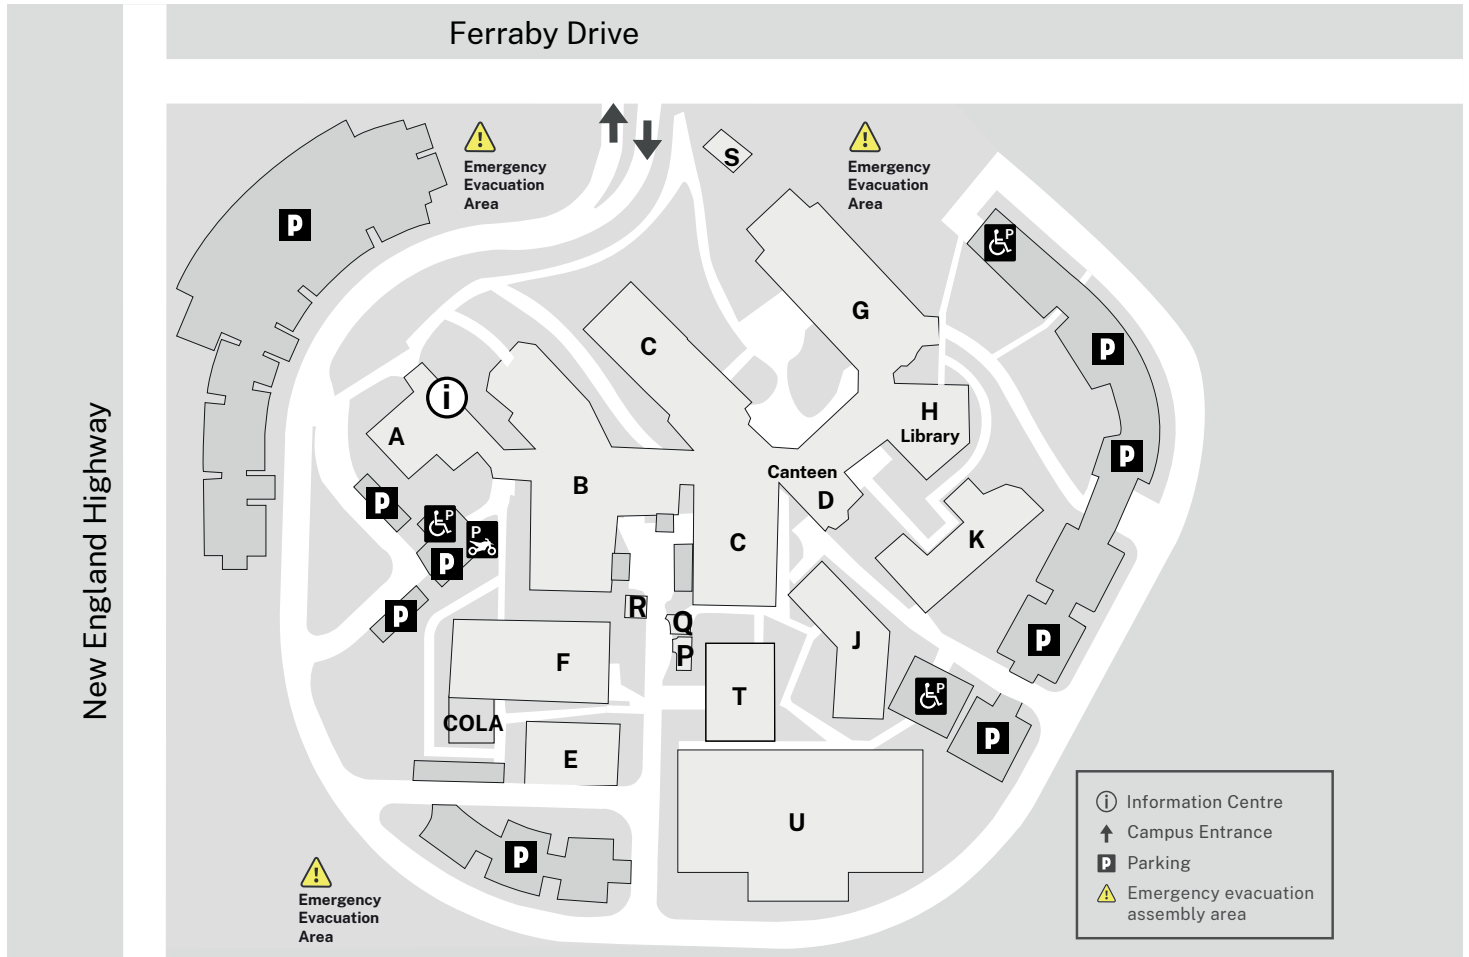 Ferraby Drive
New England Highway
Emergency
Evacuation
Area
S
Emergency
Evacuation
Area
P
P
G
C
P
i
A
H
Library
P
Canteen
D
B
P
P
P
P
C
K
R
Q
P
P
J
P
F
T
P
COLA
E
P
U
P
Emergency
Evacuation
Area
i Information Centre
Campus Entrance
P Parking
Emergency evacuation
assembly area